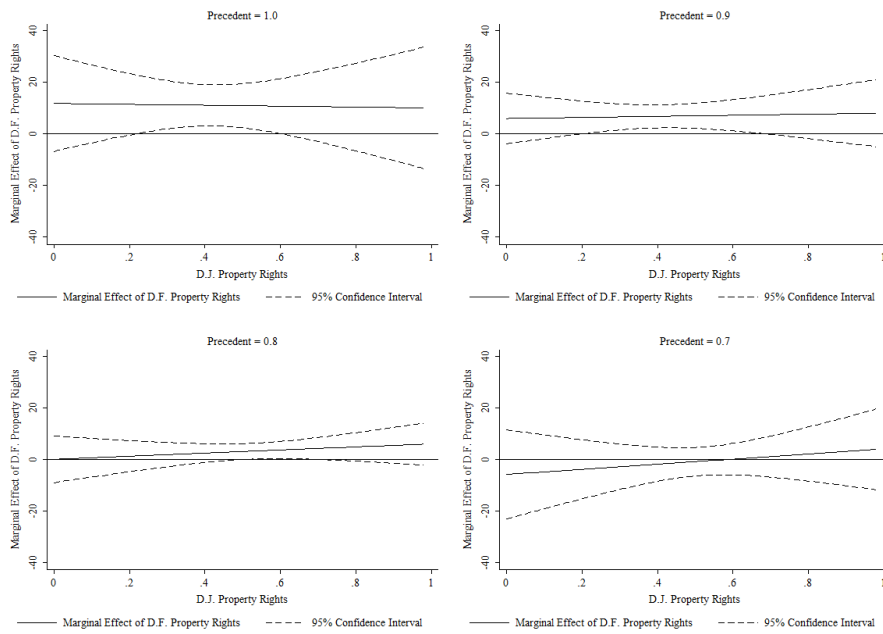 Precedent = 1.0
Marginal Effect of D.F. Property Rights
40
20
0
-20
-40
0 .2 .4 .6 .8 1
D.J. Property Rights
Marginal Effect of D.F. Property Rights 95% Confidence Interval
Precedent = 0.9
Marginal Effect of D.F. Property Rights
40
20
0
-20
-40
0 .2 .4 .6 .8 1
D.J. Property Rights
Marginal Effect of D.F. Property Rights 95% Confidence Interval
Precedent = 0.8
Marginal Effect of D.F. Property Rights
40
20
0
-20
-40
0 .2 .4 .6 .8 1
D.J. Property Rights
Marginal Effect of D.F. Property Rights 95% Confidence Interval
Precedent = 0.7
Marginal Effect of D.F. Property Rights
40
20
0
-20
-40
0 .2 .4 .6 .8 1
D.J. Property Rights
Marginal Effect of D.F. Property Rights 95% Confidence Interval